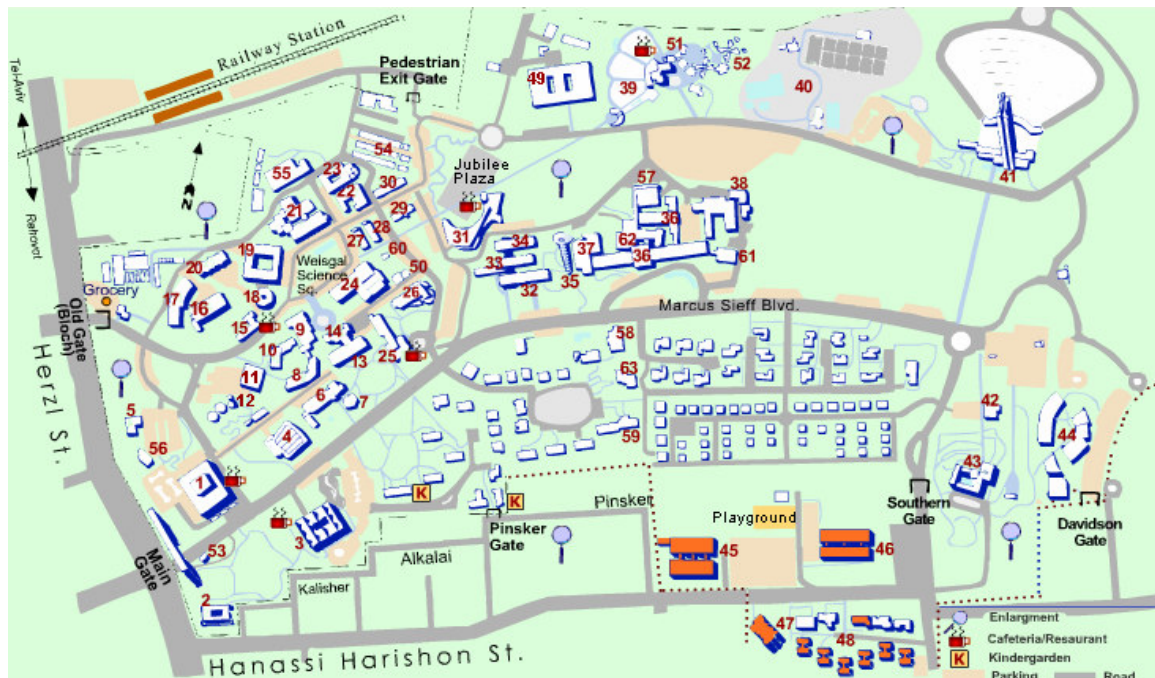 Railway Station
Tel-Aviv
Rehovot
N
Pedestrian
Exit Gate
51
52
49
39
40
41
54
55
23
22
30
Jubilee
Plaza
57
38
21
29
28
27
31
34
36
62
37
61
60
50
33
32
35
36
19
20
Weisgal
Science
Sq.
24
26
Grocery
18
17
16
15
9
14
10
13
25
Old Gate
(Bloch)
Marcus Sieff Blvd.
58
63
11
8
12
6
7
5
4
56
59
42
44
43
1
3
K
K
Pinsker
Pinsker
Gate
Southern
Gate
Davidson
Gate
Playground
45
46
Herzl St.
Main
Gate
53
2
Alkalai
Kalisher
47
48
Hanassi Harishon St.
Enlargment
Cafeteria/Resaurant
K
Kindergarden
Parking
Road